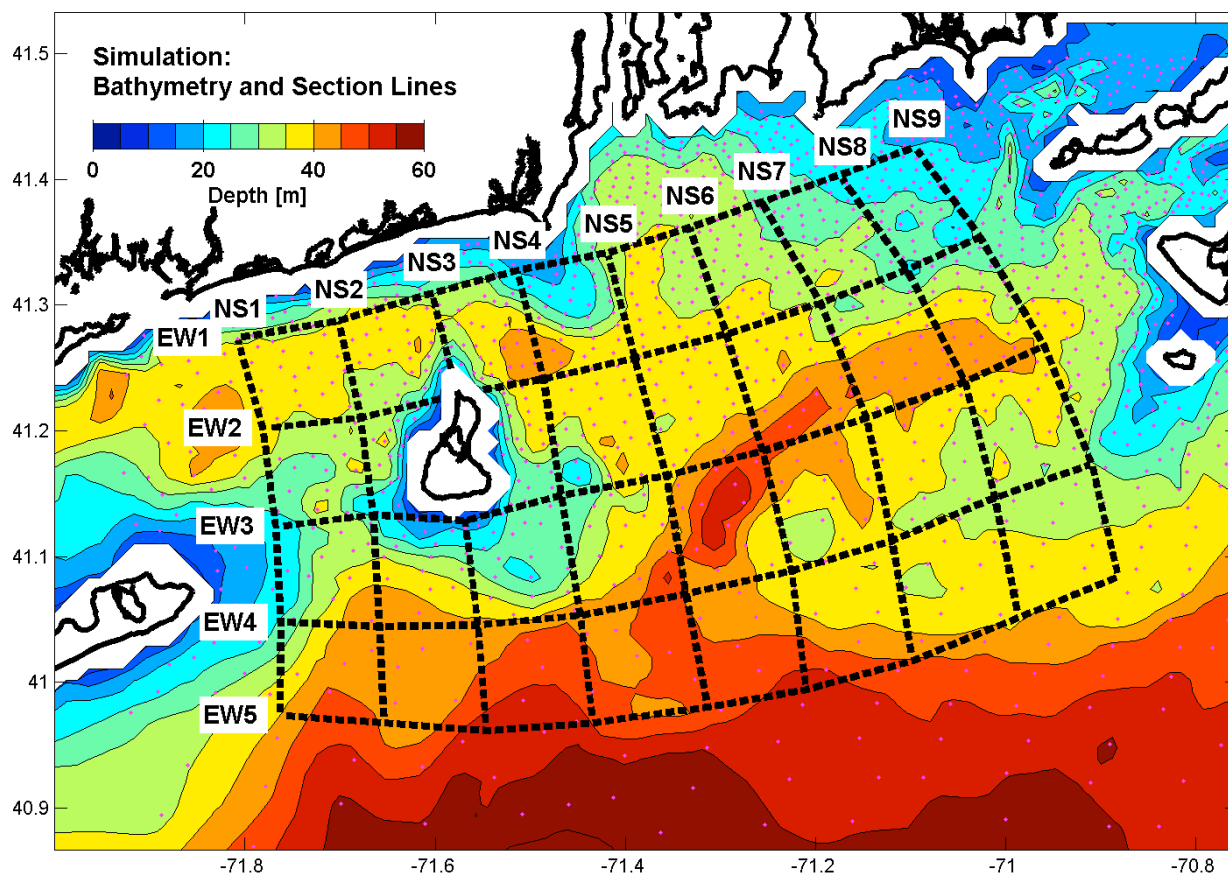 Simulation:
Bathymetry and Section Lines
0 20 40 60
Depth [m]
41.5
41.4
41.3
41.2
41.1
41
40.9
NS9
NS8
NS7
NS6
NS5
NS4
NS3
NS2
NS1
EW1
EW2
EW3
EW4
EW5
-71.8 -71.6 -71.4 -71.2 -71 -70.8